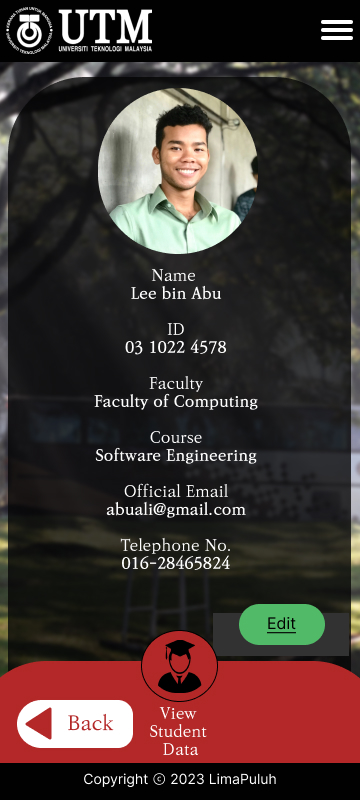 UTM
UNIVERSITI TEKNOLOGI MALAYSIA
Name
Lee bin Abu
ID
03 1022 4578
Faculty
Faculty of Computing
Course
Software Engineering
Official Email
abuali@gmail.com
Telephone No.
016-28465824
Edit
Back
View
Student
Data
Copyright © 2023 LimaPuluh